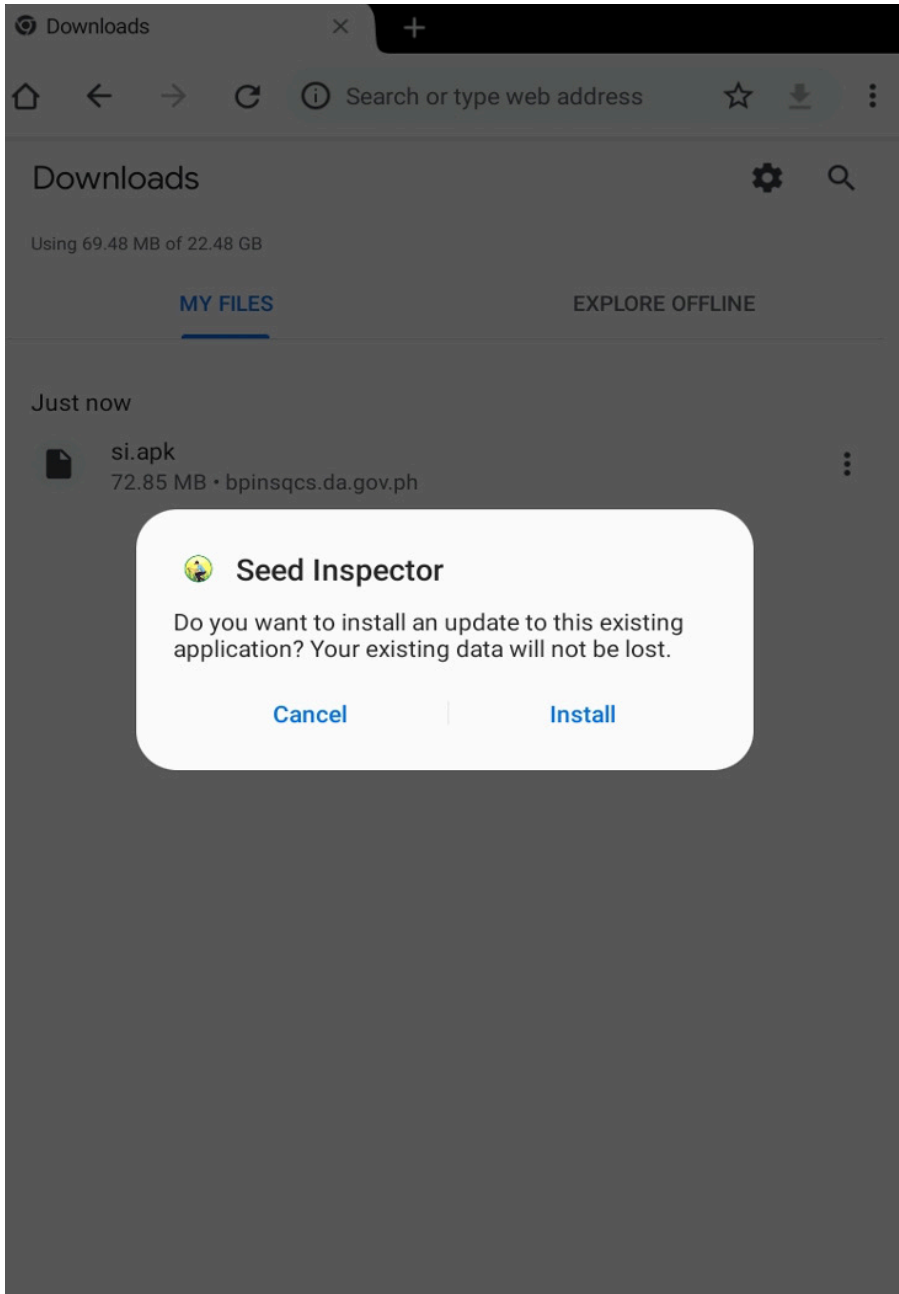 Downloads
Search or type web address
Downloads
Using 69.48 MB of 22.48 GB
MY FILES
EXPLORE OFFLINE
Just now
si.apk
72.85 MB • bpinsqcs.da.gov.ph
Seed Inspector
Do you want to install an update to this existing
application? Your existing data will not be lost.
Cancel
Install